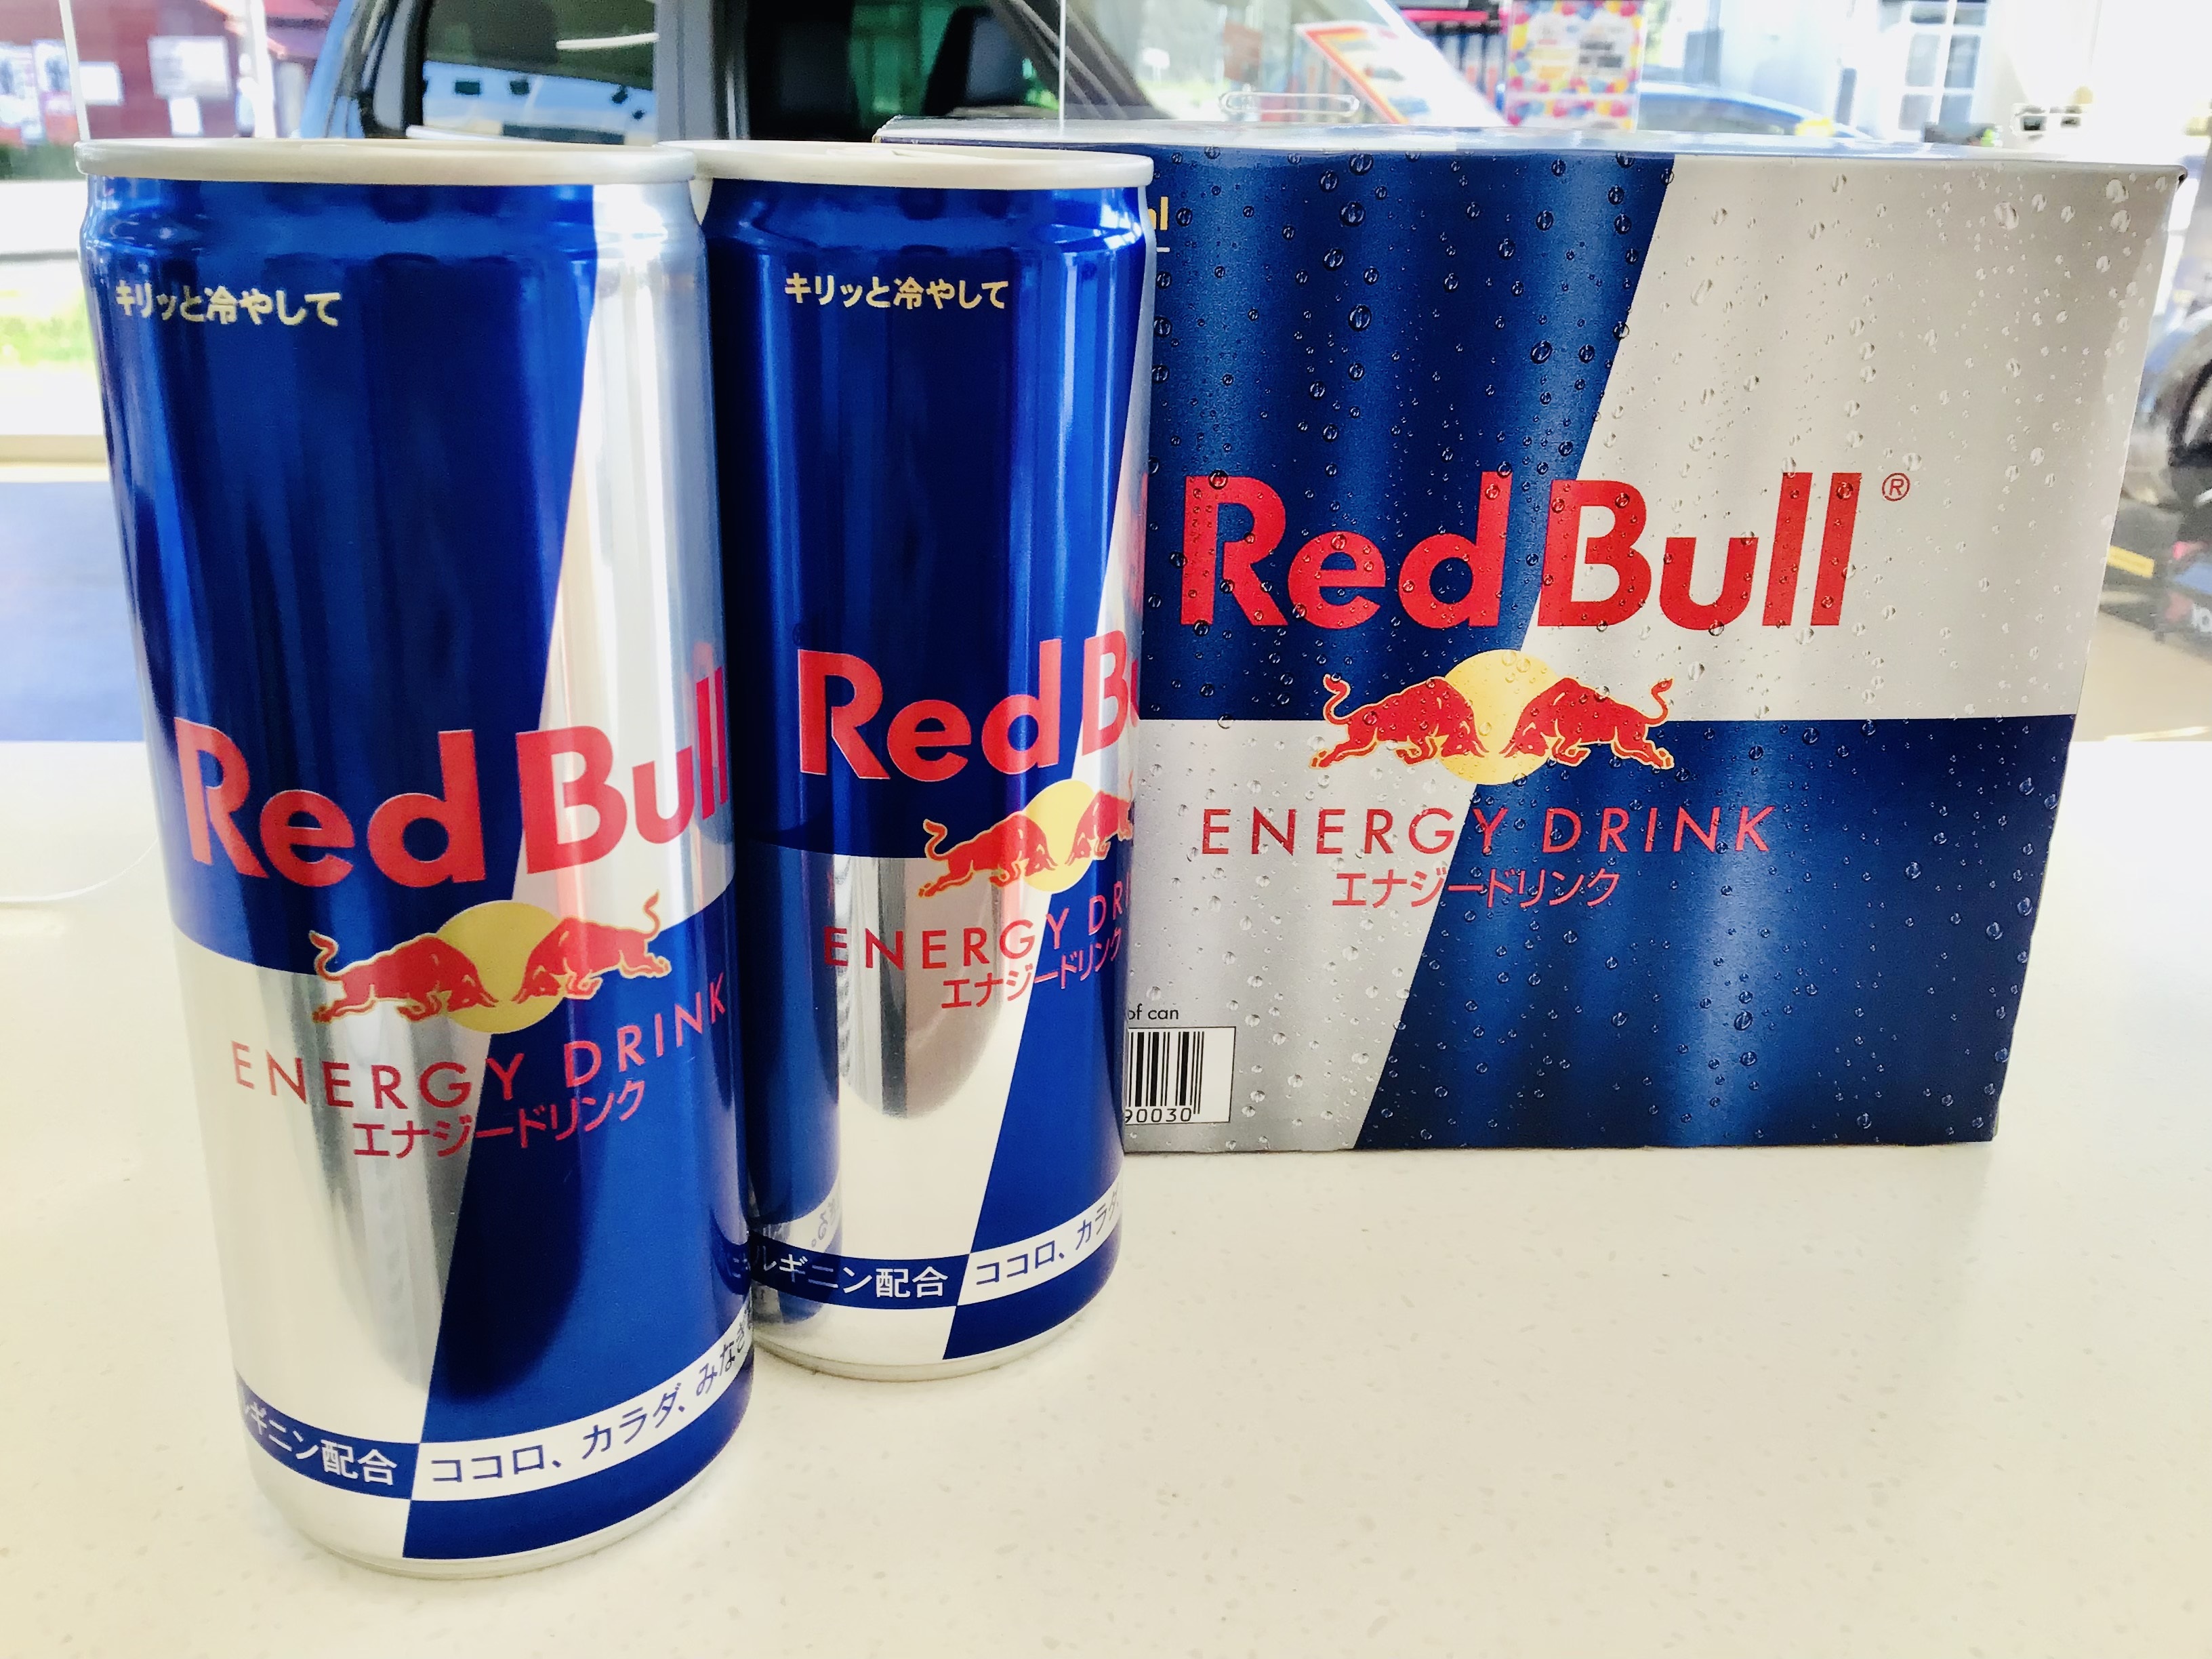 キリッと冷やして
Red Bull
ENERGY DRINK
エナジードリンク
ルギニン配合
ココロ、カラダ、みなぎ
キリッと冷やして
Red Bu
ENERGY DRI
エナジードリンク
ルギニン配合
ココロ、カラダ
Red Bull®
ENERGY DRINK
エナジードリンク
of can
90030